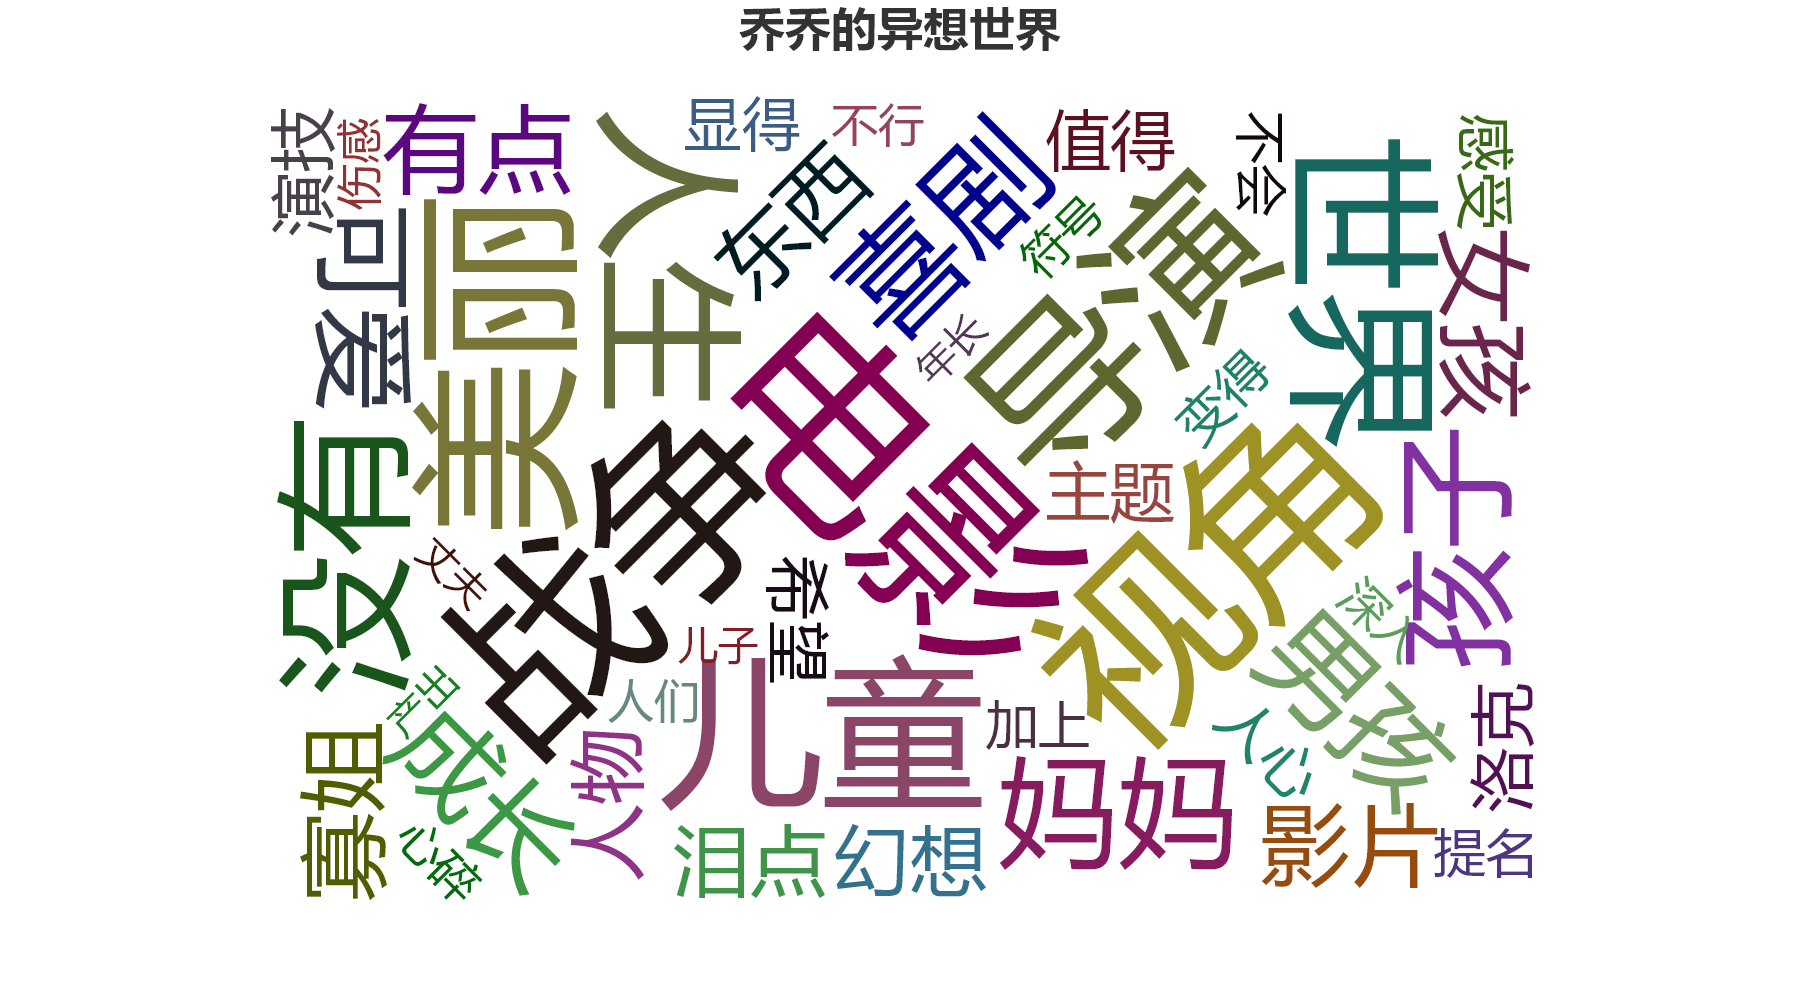 乔乔的异想世界
演技
伤感
有点
人生
显得
不行
东西
喜剧
值得
不会
感受
世界
符号
导演
可爱
美丽
女孩
年长
变得
电影
没有
战争
主题
视角
孩子
丈夫
希望
儿子
深入
男孩
人们
儿童
加上
产品
成长
人心
洛克
寡姐
人物
妈妈
心碎
泪点
幻想
影片
提名